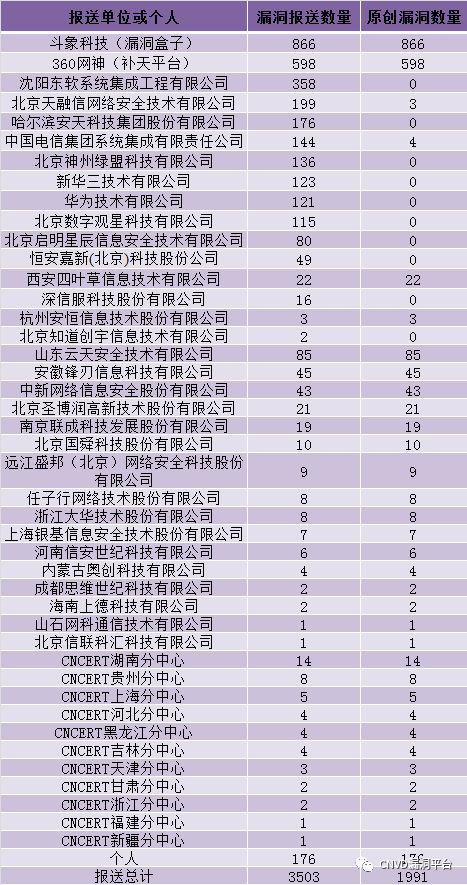 报送单位或个人 漏洞报送数量 原创漏洞数量
斗象科技（漏洞盒子） 866 866
360网神（补天平台） 598 598
沈阳东软系统集成工程有限公司 358 0
北京天融信网络安全技术有限公司 199 3
哈尔滨安天科技集团股份有限公司 176 0
中国电信集团系统集成有限责任公司 144 4
北京神州绿盟科技有限公司 136 0
新华三技术有限公司 123 0
华为技术有限公司 121 0
北京数字观星科技有限公司 115 0
北京启明星辰信息安全技术有限公司 80 0
恒安嘉新(北京)科技股份公司 49 0
西安四叶草信息技术有限公司 22 22
深信服科技股份有限公司 16 0
杭州安恒信息技术股份有限公司 3 3
北京知道创宇信息技术有限公司 2 0
山东云天安全技术有限公司 85 85
安徽锋刃信息科技有限公司 45 45
中新网络信息安全股份有限公司 43 43
北京圣博润高新技术股份有限公司 21 21
南京联成科技发展股份有限公司 19 19
北京国舜科技股份有限公司 10 10
远江盛邦（北京）网络安全科技股份
有限公司 9 9
任子行网络技术股份有限公司 8 8
浙江大华技术股份有限公司 8 8
上海银基信息安全技术股份有限公司 7 7
河南信安世纪科技有限公司 6 6
内蒙古奥创科技有限公司 4 4
成都思维世纪科技有限公司 2 2
海南上德科技有限公司 2 2
山石网科通信技术有限公司 1 1
北京信联科汇科技有限公司 1 1
CNCERT湖南分中心 14 14
CNCERT贵州分中心 8 8
CNCERT上海分中心 5 5
CNCERT河北分中心 4 4
CNCERT黑龙江分中心 4 4
CNCERT吉林分中心 4 4
CNCERT天津分中心 3 3
CNCERT甘肃分中心 2 2
CNCERT浙江分中心 2 2
CNCERT福建分中心 1 1
CNCERT新疆分中心 1 1
个人 176 176
CNVD漏洞平台
报送总计 3503 1991